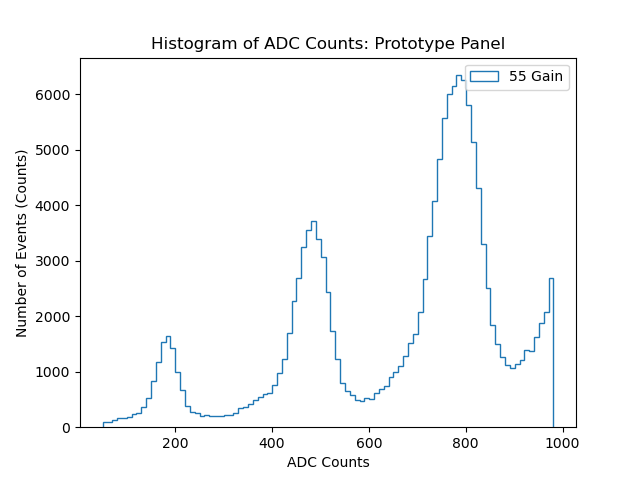 Histogram of ADC Counts: Prototype Panel
55 Gain
Number of Events (Counts)
6000
5000
4000
3000
2000
1000
0
200 400 600 800 1000
ADC Counts